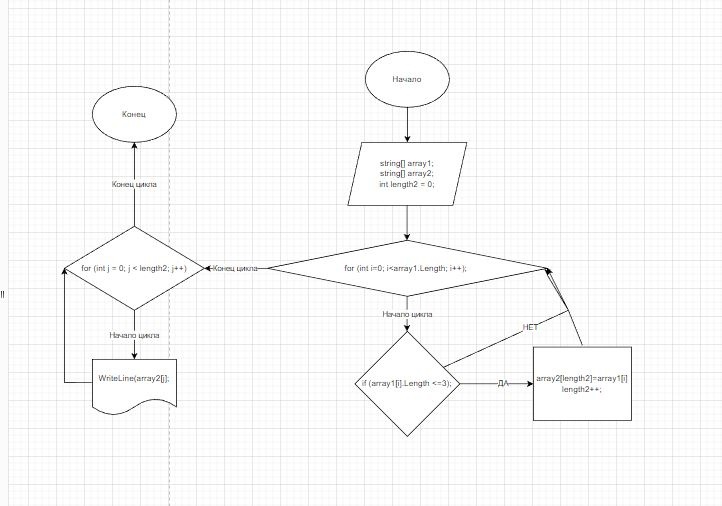 Начало
Конец
string[] array1;
string[] array2;
int length2 = 0;
Конец цикла
for (int j = 0; j < length2; j++)
Конец цикла
for (int i=0; i<array1.Length; i++);
!!
Начало цикла
НЕТ
Начало цикла
WriteLine(array2[j];
if (array1[i].Length <=3);
ДА
array2[length2]=array1[i]
length2++;